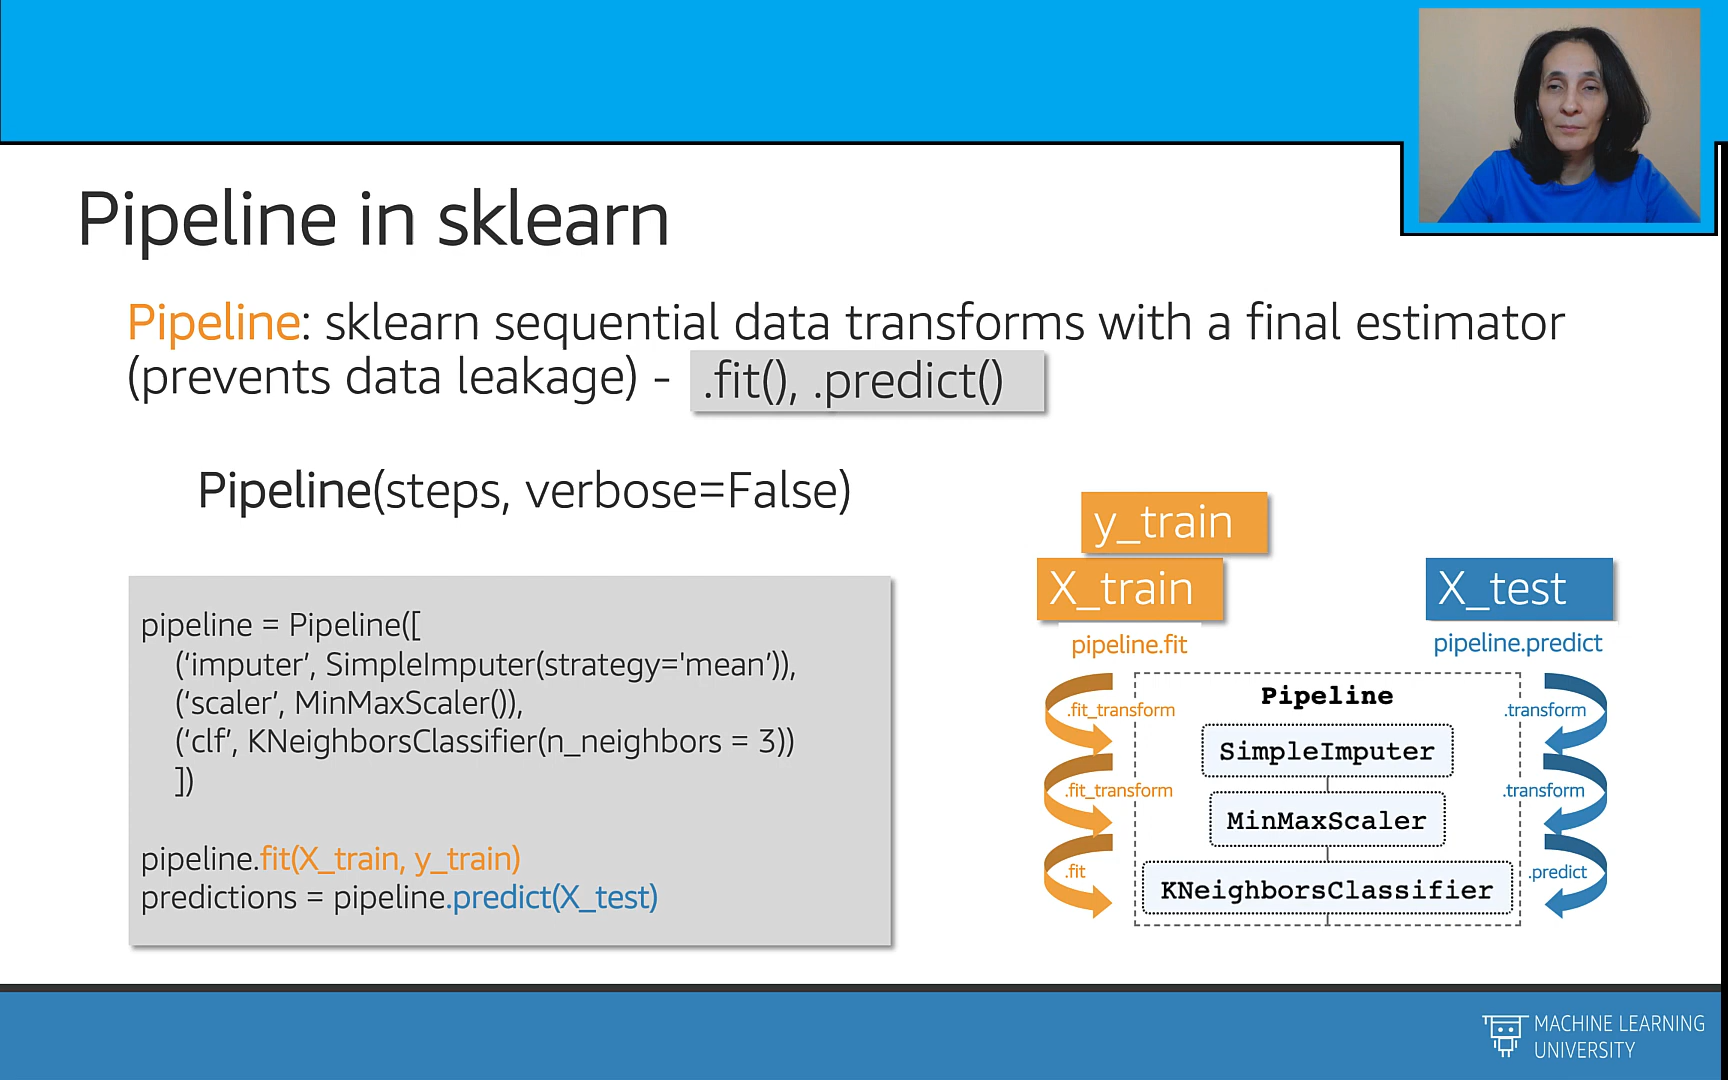 Pipeline in sklearn
Pipeline: sklearn sequential data transforms with a final estimator
(prevents data leakage) - .fit(), .predict()
Pipeline(steps, verbose=False)
pipeline = Pipeline([
(‘imputer’, SimpleImputer(strategy='mean’)),
(‘scaler’, MinMaxScaler()),
(‘clf’, KNeighborsClassifier(n_neighbors = 3))
])
pipeline.fit(X_train, y_train)
predictions = pipeline.predict(X_test)
y_train
X_train
pipeline.fit
X_test
pipeline.predict
Pipeline
.fit_transform
SimpleImputer
.transform
.fit_transform
MinMaxScaler
.transform
.fit
KNeighborsClassifier
.predict
MACHINE LEARNING
UNIVERSITY